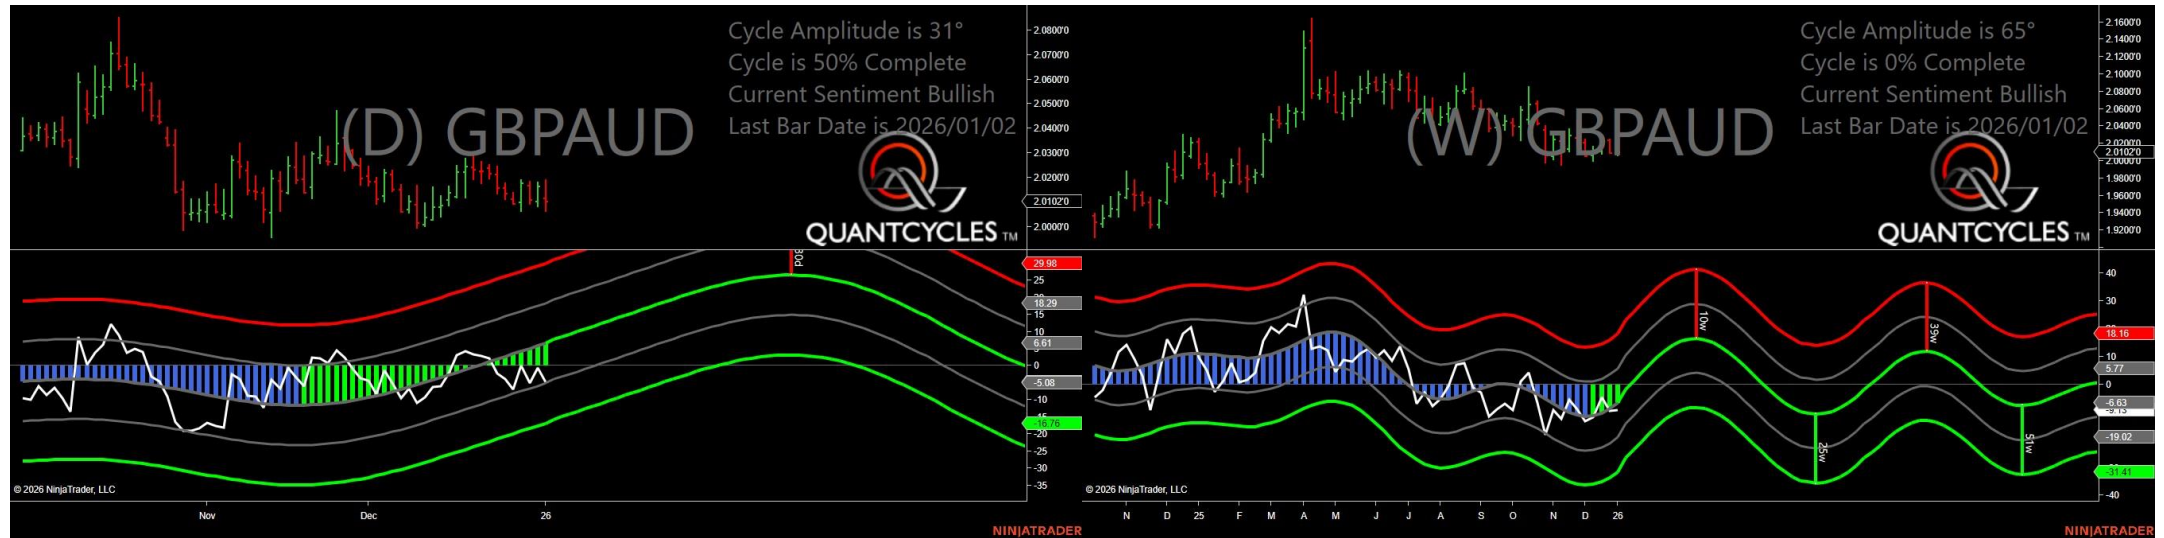 Cycle Amplitude is 31°
Cycle is 50% Complete
Current Sentiment Bullish
Last Bar Date is 2026/01/02
(D) GBPAUD
QUANTCYCLES TM
2.0800'0
2.0700'0
2.0600'0
2.0500'0
2.0400'0
2.0300'0
2.0200'0
2.0102'0
2.0000'0
30d
29.98
25
18.29
15
10
6.61
0
-5.08
-10
-16.76
-20
-25
-30
-35
© 2026 NinjaTrader, LLC
Nov
Dec
26
NINJATRADER
Cycle Amplitude is 65°
Cycle is 0% Complete
Current Sentiment Bullish
Last Bar Date is 2026/01/02
(W) GBPAUD
QUANTCYCLES TM
2.1600'0
2.1400'0
2.1200'0
2.1000'0
2.0800'0
2.0600'0
2.0400'0
2.0200'0
2.0102'0
2.0000'0
1.9800'0
1.9600'0
1.9400'0
1.9200'0
10w
39w
25w
51w
40
30
18.16
10
5.77
0
-6.63
-9.13
-19.02
-31.41
-40
© 2026 NinjaTrader, LLC
N D 25 F M A M J J A S O N D 26
NINJATRADER